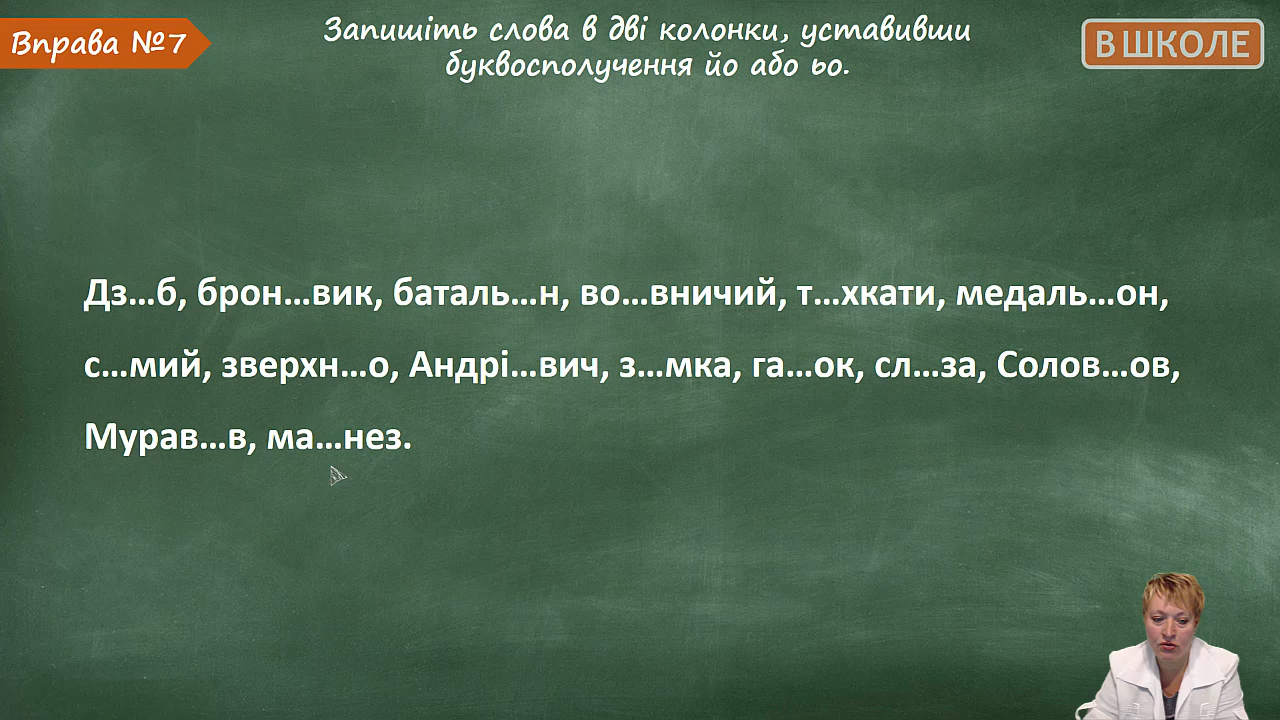 Вправа №7
Запишіть слова в дві колонки, уставивши
буквосполучення йо або ьо.
В ШКОЛЕ
Дз...б, брон...вик, баталь...н, во...вничий, т...хкати, медаль...он,
с...мий, зверхн...о, Андрі...вич, з...мка, га...ок, сл...за, Солов...ов,
Мурав...в, ма...нез.